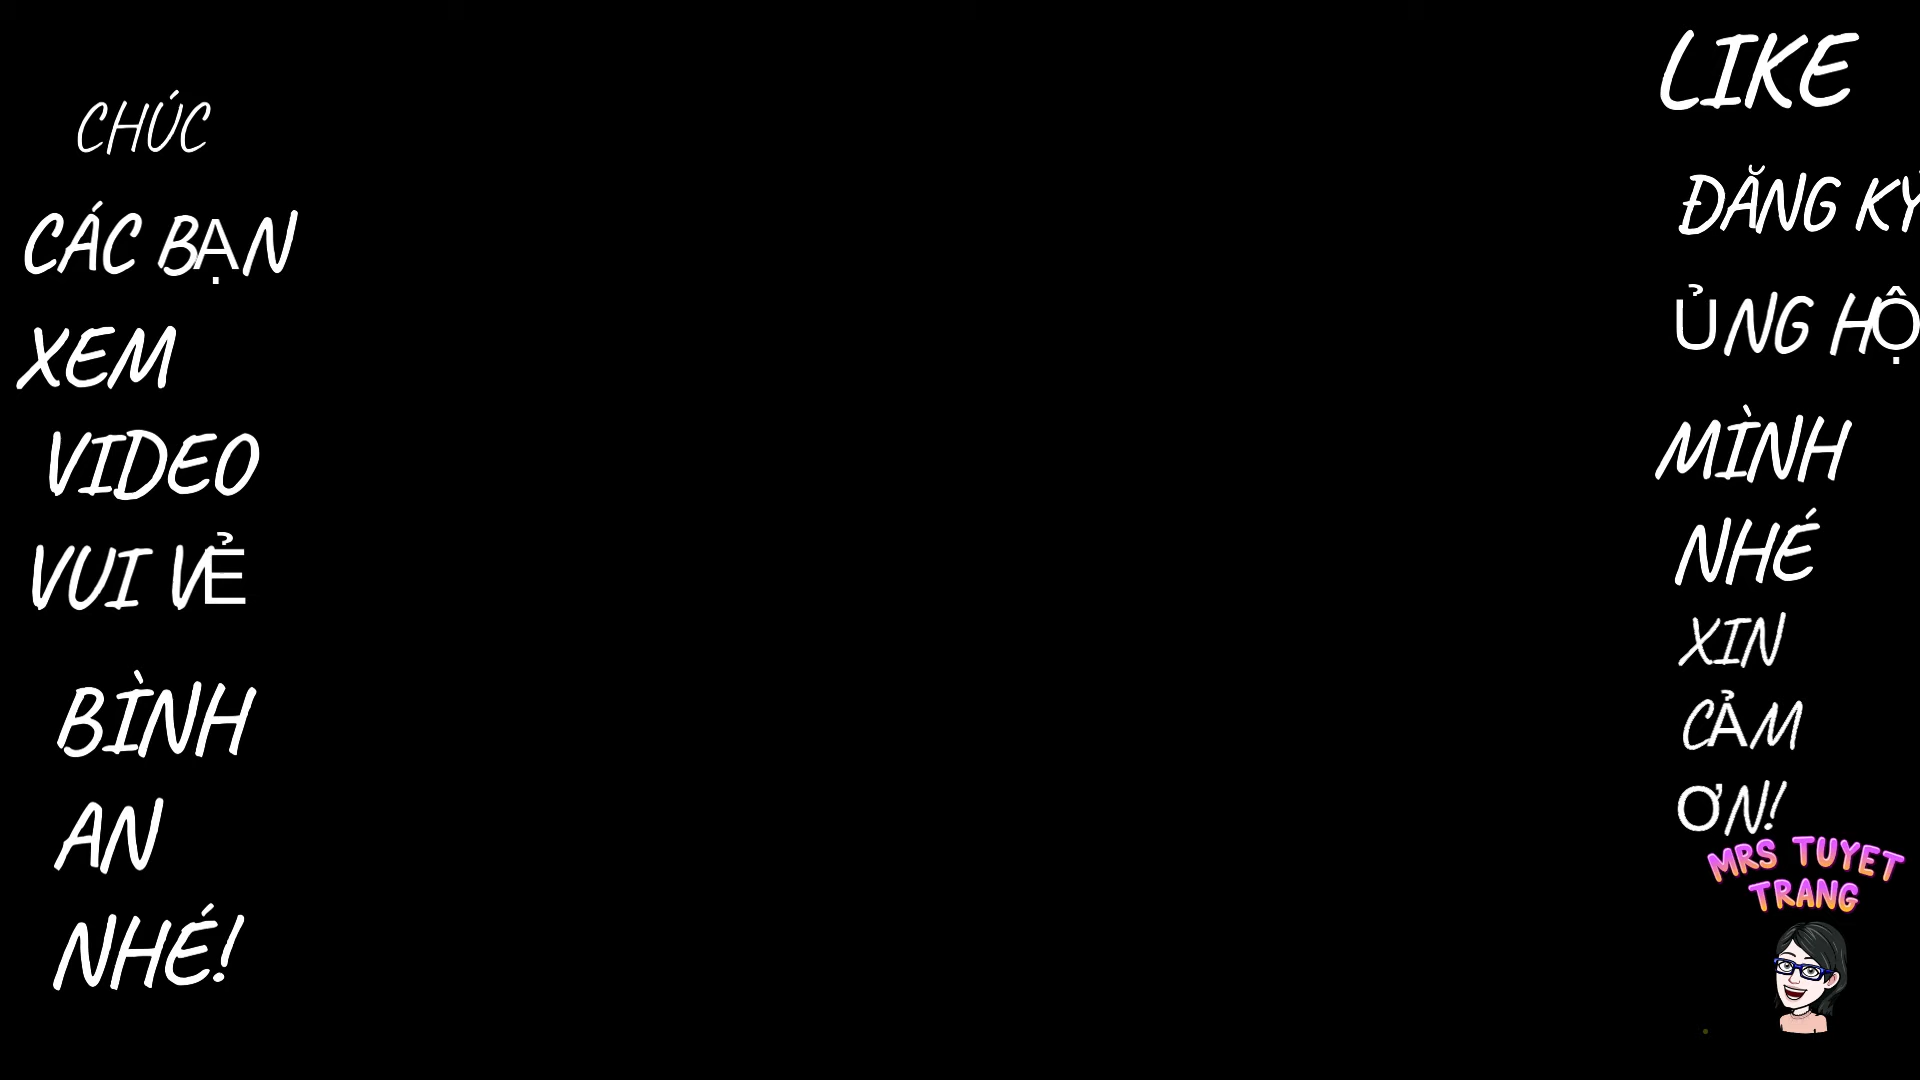 CHÚC
CÁC BẠN
XEM
VIDEO
VUI VẺ
BÌNH
AN
NHÉ!
LIKE
ĐĂNG KÝ
ỦNG HỘ
MÌNH
NHÉ
XIN
CẢM
ƠN!
MRS TUYET
TRANG